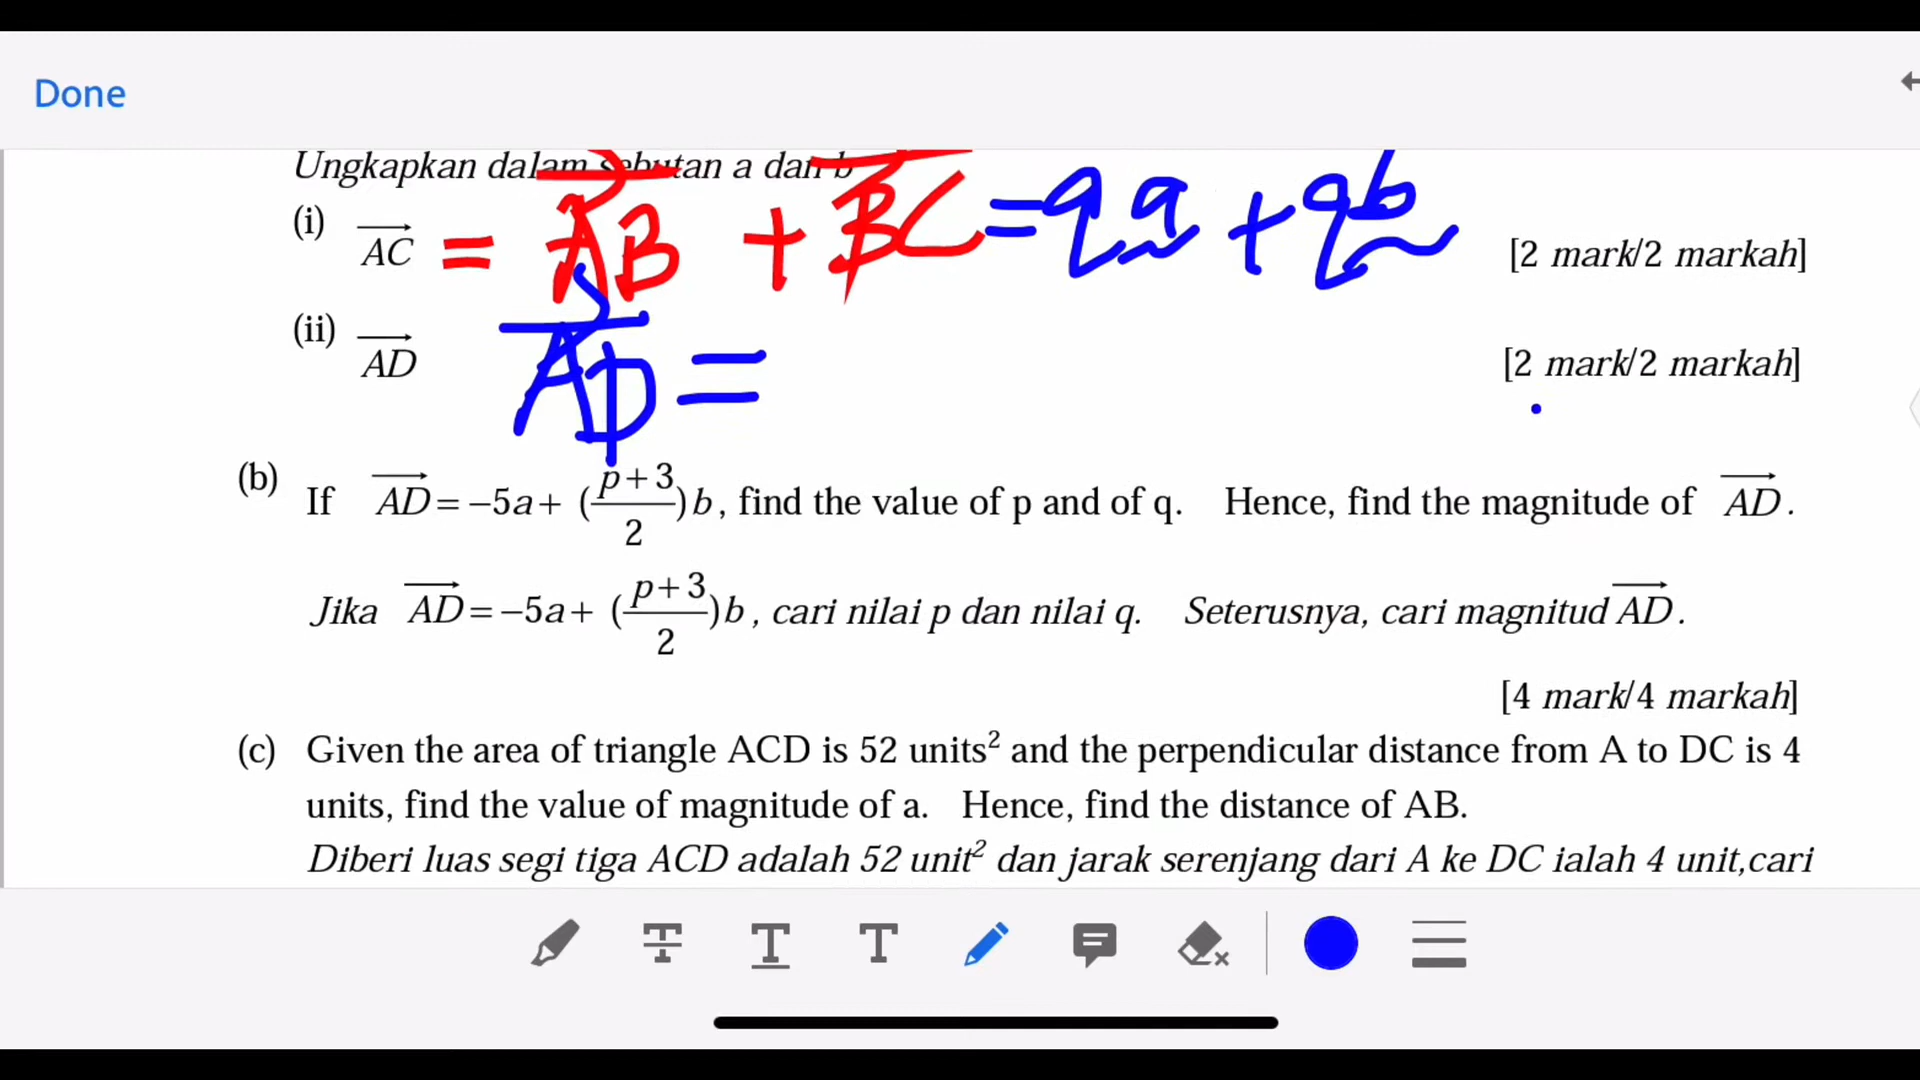 Done
Ungkapkan dalam sebutan a dan b
(i) AC = AB + BC = qa + qb [2 mark/2 markah]
(ii) AD AD = [2 mark/2 markah]
(b) If AD = −5a + (p+3/2)b, find the value of p and of q. Hence, find the magnitude of AD.
Jika AD = −5a + (p+3/2)b, cari nilai p dan nilai q. Seterusnya, cari magnitud AD.
[4 mark/4 markah]
(c) Given the area of triangle ACD is 52 units² and the perpendicular distance from A to DC is 4
units, find the value of magnitude of a. Hence, find the distance of AB.
Diberi luas segi tiga ACD adalah 52 unit² dan jarak serenjang dari A ke DC ialah 4 unit,cari